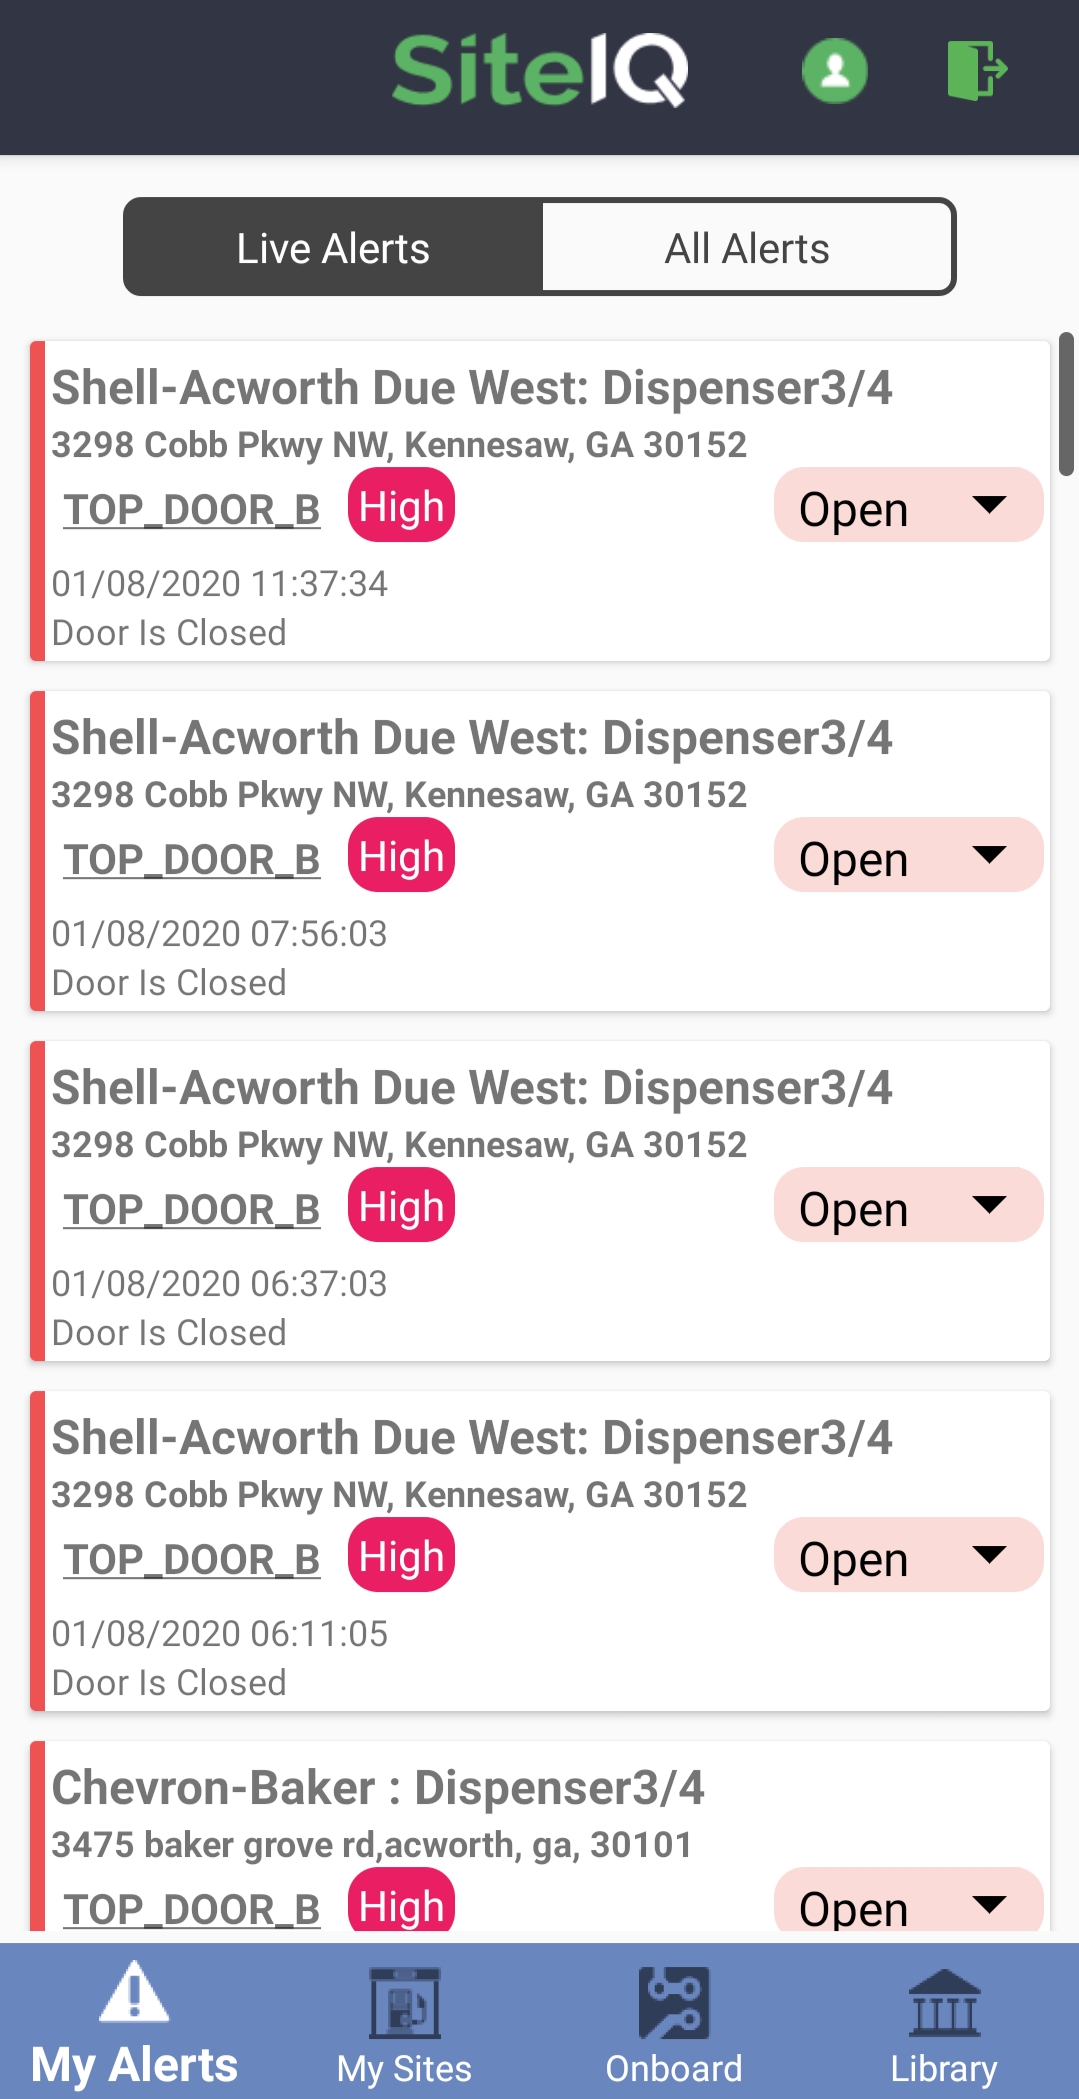 SiteIQ
Live Alerts All Alerts
Shell-Acworth Due West: Dispenser3/4
3298 Cobb Pkwy NW, Kennesaw, GA 30152
TOP_DOOR_B High Open
01/08/2020 11:37:34
Door Is Closed
Shell-Acworth Due West: Dispenser3/4
3298 Cobb Pkwy NW, Kennesaw, GA 30152
TOP_DOOR_B High Open
01/08/2020 07:56:03
Door Is Closed
Shell-Acworth Due West: Dispenser3/4
3298 Cobb Pkwy NW, Kennesaw, GA 30152
TOP_DOOR_B High Open
01/08/2020 06:37:03
Door Is Closed
Shell-Acworth Due West: Dispenser3/4
3298 Cobb Pkwy NW, Kennesaw, GA 30152
TOP_DOOR_B High Open
01/08/2020 06:11:05
Door Is Closed
Chevron-Baker : Dispenser3/4
3475 baker grove rd,acworth, ga, 30101
TOP_DOOR_B High Open
My Alerts My Sites Onboard Library